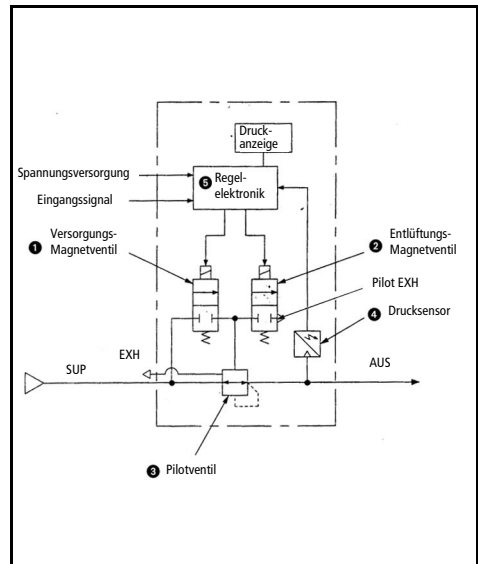 Druck-
anzeige
Spannungsversorgung
❺ Regel-
elektronik
Eingangssignal
❶ Versorgungs-
Magnetventil
❷ Entlüftungs-
Magnetventil
Pilot EXH
❹ Drucksensor
EXH
SUP
AUS
❸ Pilotventil